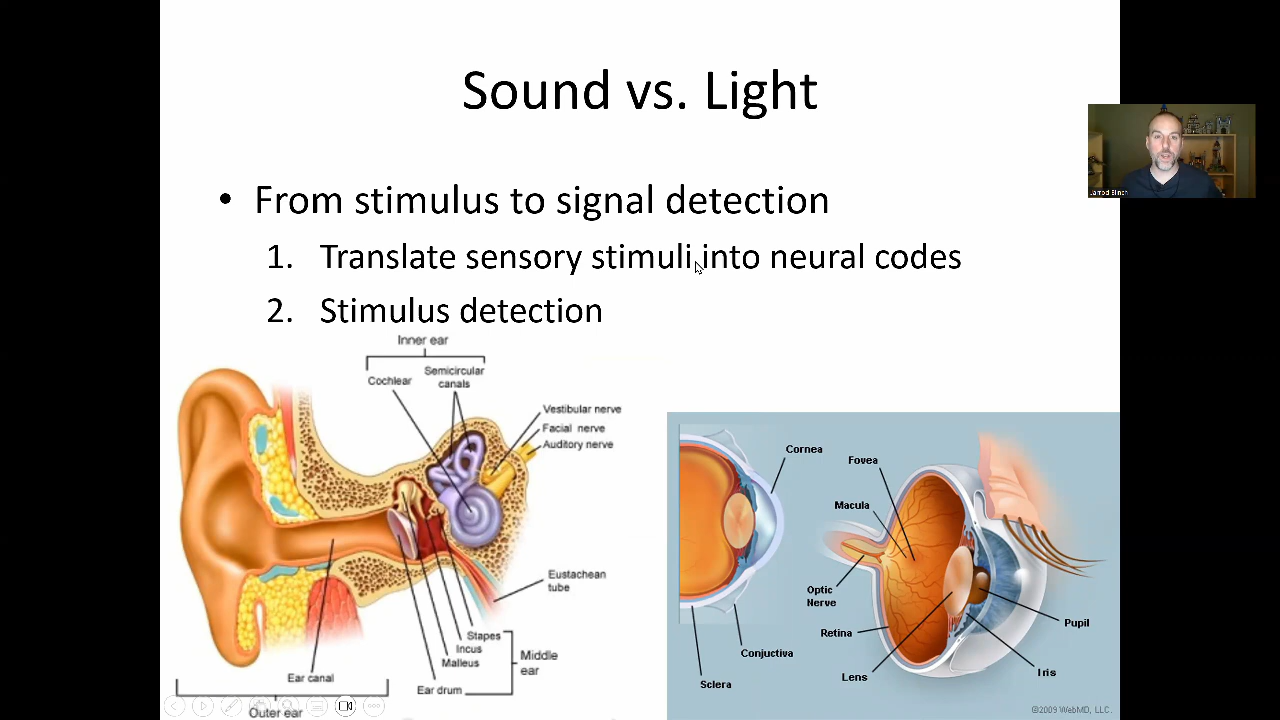 Sound vs. Light
Jarrod Blinch
• From stimulus to signal detection
1. Translate sensory stimuli into neural codes
2. Stimulus detection
Inner ear
Cochlear
Semicircular
canals
Vestibular nerve
Facial nerve
Auditory nerve
Eustachean
tube
Stapes
Incus
Malleus
Middle
ear
Ear drum
Ear canal
Outer ear
Cornea
Fovea
Macula
Optic
Nerve
Retina
Lens
Pupil
Iris
Conjuctiva
Sclera
©2009 WebMD, LLC.